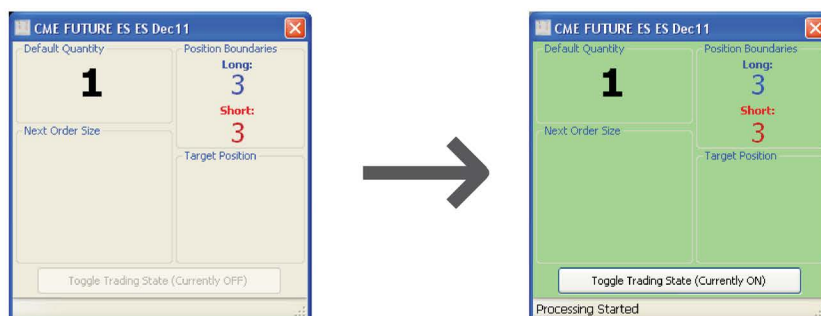 CME FUTURE ES ES Dec11
Default Quantity
1
Position Boundaries
Long:
3
Short:
3
Next Order Size
Target Position
Toggle Trading State (Currently OFF)
CME FUTURE ES ES Dec11
Default Quantity
1
Position Boundaries
Long:
3
Short:
3
Next Order Size
Target Position
Toggle Trading State (Currently ON)
Processing Started